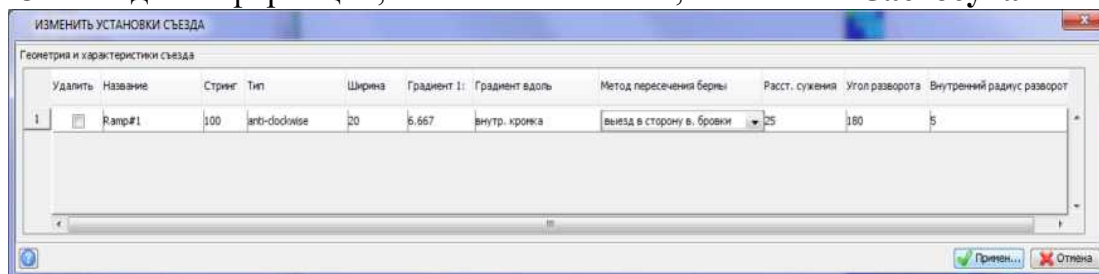 ИЗМЕНИТЬ УСТАНОВКИ СЪЕЗДА
Геометрия и характеристики съезда
Удалить Название Стринг Тип Ширина Градиент 1: Градиент вдоль Метод пересечения бермы Расст. сужения Угол разворота Внутренний радиус разворот
1 Ramp#1 100 anti-clockwise 20 6.667 внутр. кромка выезд в сторону в. бровки 25 180 5
Примен... Отмена